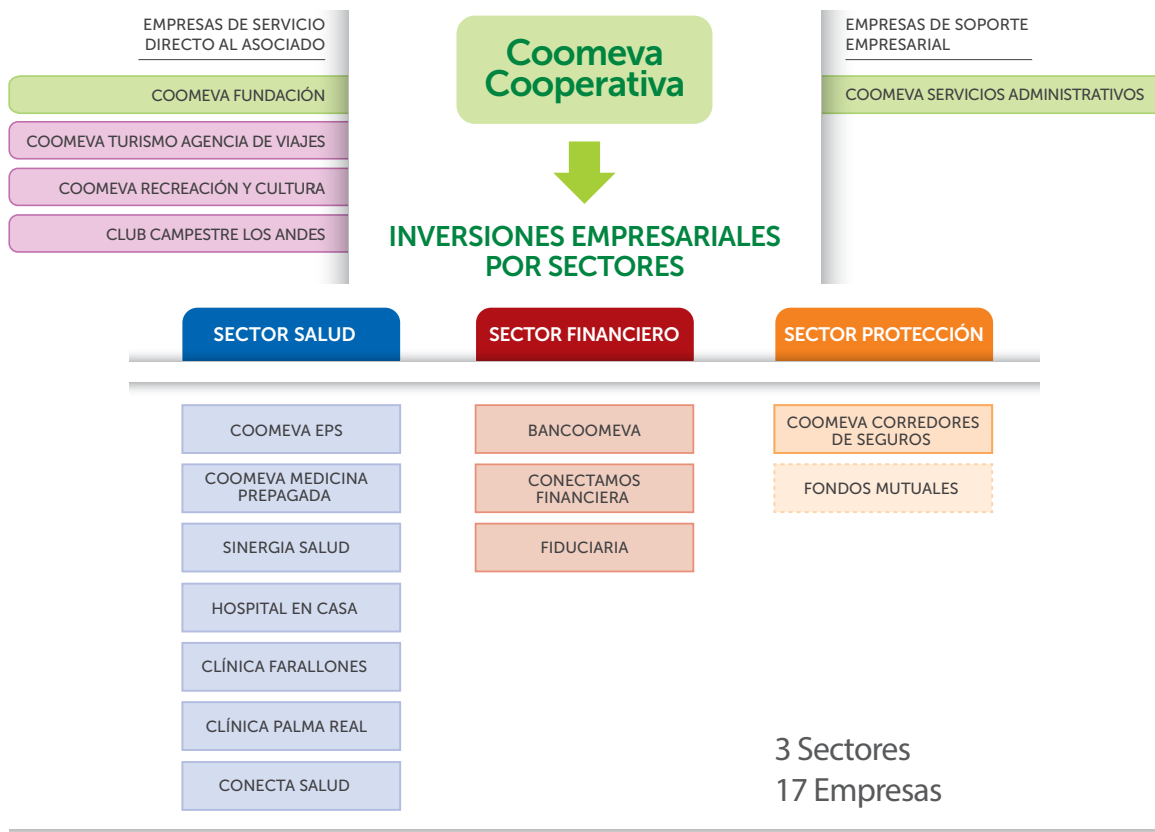 EMPRESAS DE SERVICIO
DIRECTO AL ASOCIADO
COOMEVA FUNDACIÓN
COOMEVA TURISMO AGENCIA DE VIAJES
COOMEVA RECREACIÓN Y CULTURA
CLUB CAMPESTRE LOS ANDES
Coomeva
Cooperativa
EMPRESAS DE SOPORTE
EMPRESARIAL
COOMEVA SERVICIOS ADMINISTRATIVOS
INVERSIONES EMPRESARIALES
POR SECTORES
SECTOR SALUD
COOMEVA EPS
COOMEVA MEDICINA
PREPAGADA
SINERGIA SALUD
HOSPITAL EN CASA
CLÍNICA FARALLONES
CLÍNICA PALMA REAL
CONECTA SALUD
SECTOR FINANCIERO
BANCOOMEVA
CONECTAMOS
FINANCIERA
FIDUCIARIA
SECTOR PROTECCIÓN
COOMEVA CORREDORES
DE SEGUROS
FONDOS MUTUALES
3 Sectores
17 Empresas